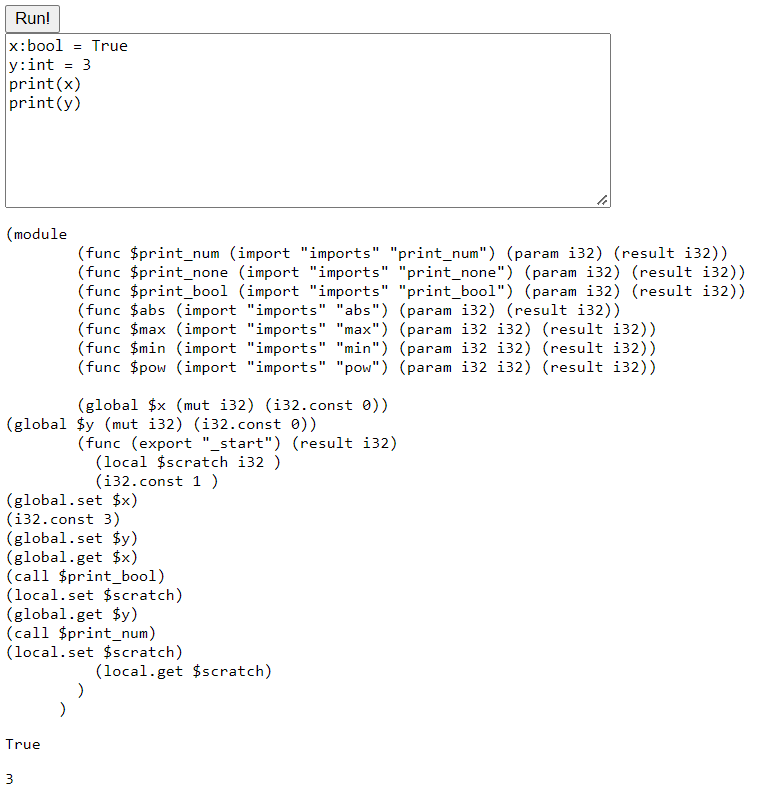 Run!
x:bool = True
y:int = 3
print(x)
print(y)
(module
(func $print_num (import "imports" "print_num") (param i32) (result i32))
(func $print_none (import "imports" "print_none") (param i32) (result i32))
(func $print_bool (import "imports" "print_bool") (param i32) (result i32))
(func $abs (import "imports" "abs") (param i32) (result i32))
(func $max (import "imports" "max") (param i32 i32) (result i32))
(func $min (import "imports" "min") (param i32 i32) (result i32))
(func $pow (import "imports" "pow") (param i32 i32) (result i32))
(global $x (mut i32) (i32.const 0))
(global $y (mut i32) (i32.const 0))
(func (export "_start") (result i32)
(local $scratch i32 )
(i32.const 1 )
(global.set $x)
(i32.const 3)
(global.set $y)
(global.get $x)
(call $print_bool)
(local.set $scratch)
(global.get $y)
(call $print_num)
(local.set $scratch)
(local.get $scratch)
)
)
True
3